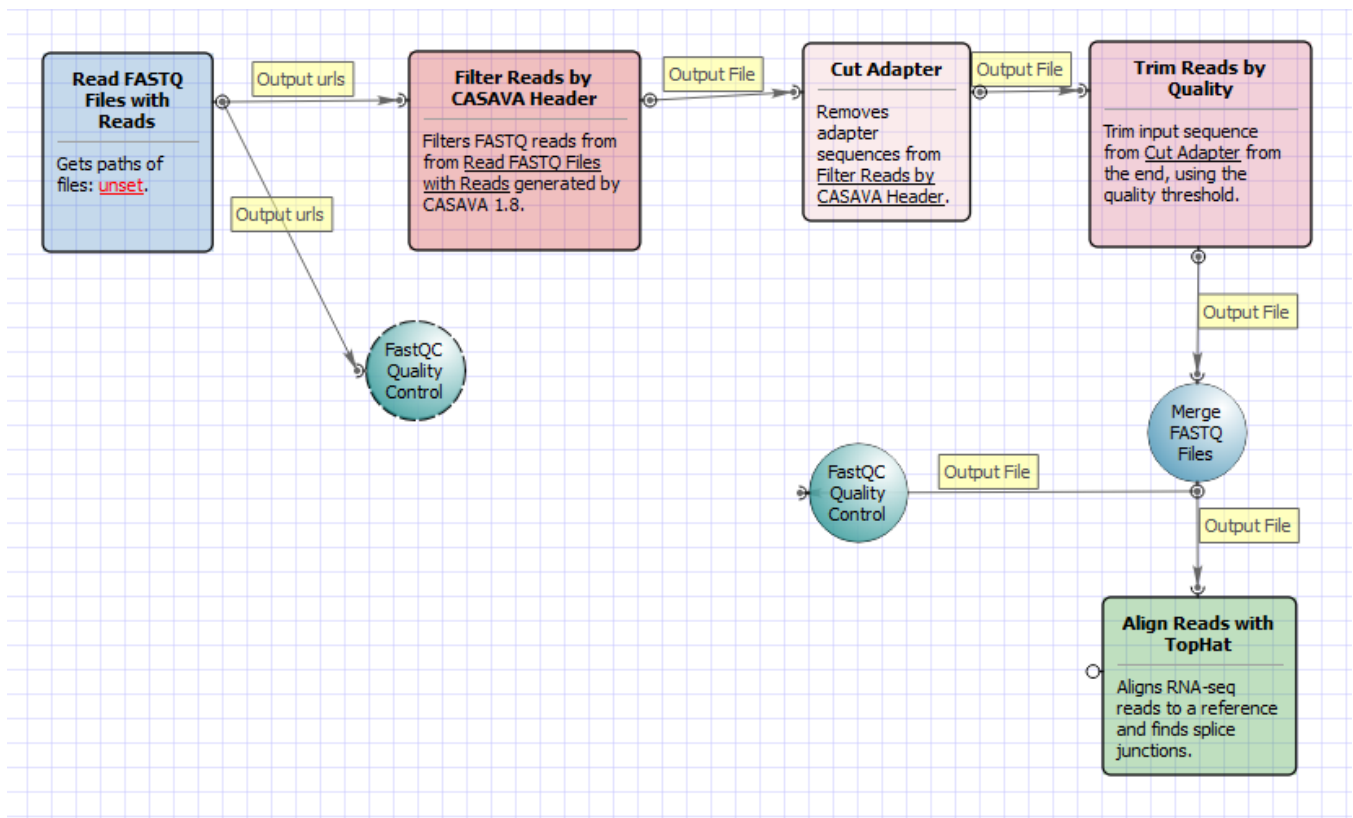 Read FASTQ
Files with
Reads
Gets paths of
files: unset.
Output urls
Output urls
Filter Reads by
CASAVA Header
Filters FASTQ reads from
from Read FASTQ Files
with Reads generated by
CASAVA 1.8.
Output File
Cut Adapter
Removes
adapter
sequences from
Filter Reads by
CASAVA Header.
Output File
Trim Reads by
Quality
Trim input sequence
from Cut Adapter from
the end, using the
quality threshold.
FastQC
Quality
Control
Output File
Merge
FASTQ
Files
FastQC
Quality
Control
Output File
Output File
Align Reads with
TopHat
Aligns RNA-seq
reads to a reference
and finds splice
junctions.